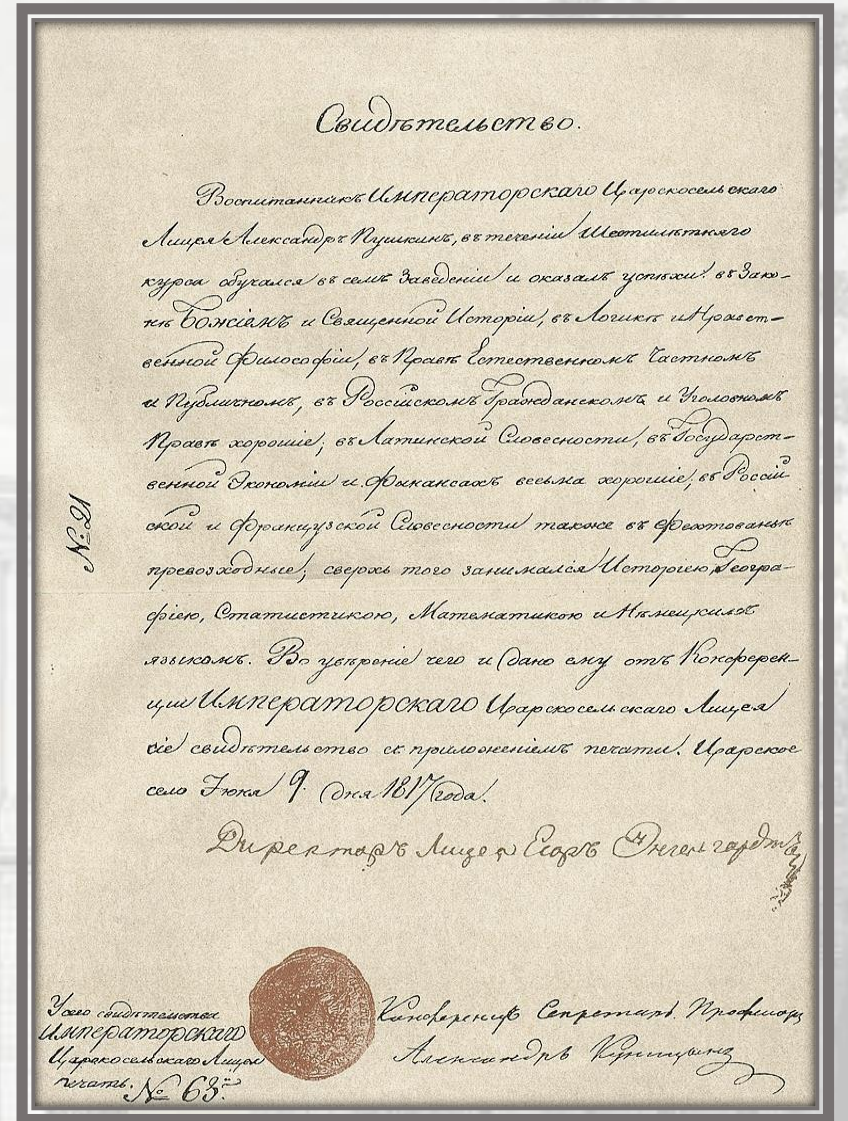 Свидѣтельство.
Воспитанникъ Императорскаго Царскосельскаго
Лицея Александръ Пушкинъ, въ теченіи Шестилѣтняго
курса обучался въ семъ Заведеніи и оказалъ успѣхи: въ Зако-
нѣ Божіемъ и Священной Исторіи, въ Логикѣ и Нравст-
венной Философіи, въ Правѣ Естественномъ Частномъ
и Публичномъ, въ Россійскомъ Гражданскомъ и Уголовномъ
Правѣ хорошіе; въ Латинской Словесности, въ Государст-
венной Экономіи и Финансахъ весьма хорошіе; въ Россій
ской и Французской Словесности также въ Фехтованьи
превозходные; сверхъ того занимался Исторіею, Геогра-
фіею, Статистикою, Математикою и Нѣмецкимъ
языкомъ. Во увѣреніе чего и дано ему отъ Конферен-
ціи Императорскаго Царскосельскаго Лицея
сіе свидѣтельство съ приложеніемъ печати. Царское
село Іюня 9. дня 1817 года.
Директоръ Лицея Егоръ Энгельгардтъ
№ 21
У сего свидѣтельства
Императорскаго
Царскосельскаго Лицея
печать. № 63.
Конференцъ Секретарь Профессоръ
Александръ Куницынъ